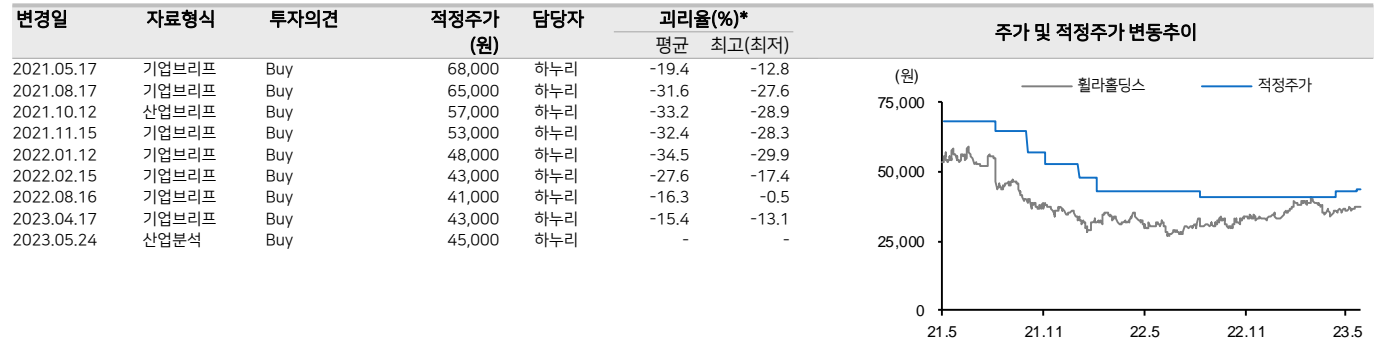 변경일 자료형식 투자의견 적정주가 담당자 괴리율(%)* 주가 및 적정주가 변동추이
(원) 평균 최고(최저)
2021.05.17 기업브리프 Buy 68,000 하누리 -19.4 -12.8
2021.08.17 기업브리프 Buy 65,000 하누리 -31.6 -27.6
2021.10.12 산업브리프 Buy 57,000 하누리 -33.2 -28.9
2021.11.15 기업브리프 Buy 53,000 하누리 -32.4 -28.3
2022.01.12 기업브리프 Buy 48,000 하누리 -34.5 -29.9
2022.02.15 기업브리프 Buy 43,000 하누리 -27.6 -17.4
2022.08.16 기업브리프 Buy 41,000 하누리 -16.3 -0.5
2023.04.17 기업브리프 Buy 43,000 하누리 -15.4 -13.1
2023.05.24 산업분석 Buy 45,000 하누리 - -
(원) 휠라홀딩스 적정주가
75,000
50,000
25,000
0
21.5 21.11 22.5 22.11 23.5